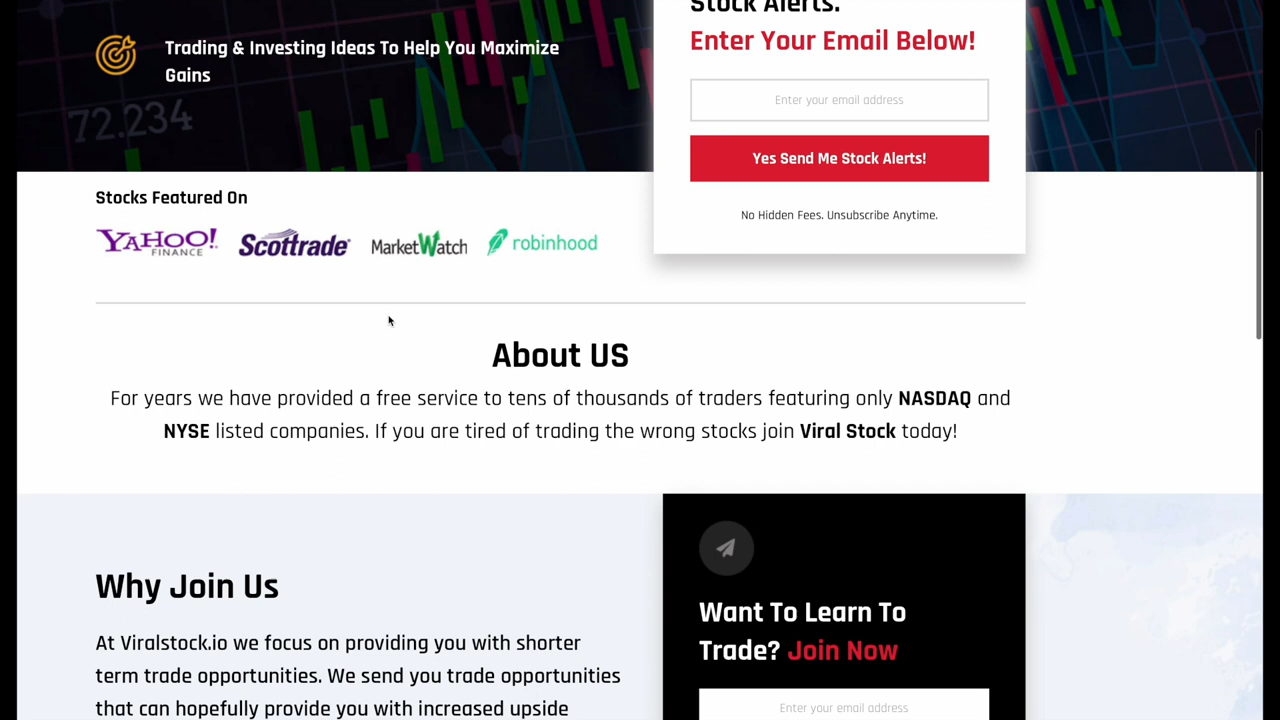 Stock Alerts.
Enter Your Email Below!
Trading & Investing Ideas To Help You Maximize
Gains
72.234
Enter your email address
Yes Send Me Stock Alerts!
No Hidden Fees. Unsubscribe Anytime.
Stocks Featured On
YAHOO! FINANCE
Scottrade
MarketWatch
robinhood
About US
For years we have provided a free service to tens of thousands of traders featuring only NASDAQ and
NYSE listed companies. If you are tired of trading the wrong stocks join Viral Stock today!
Why Join Us
At Viralstock.io we focus on providing you with shorter
term trade opportunities. We send you trade opportunities
that can hopefully provide you with increased upside
Want To Learn To
Trade? Join Now
Enter your email address